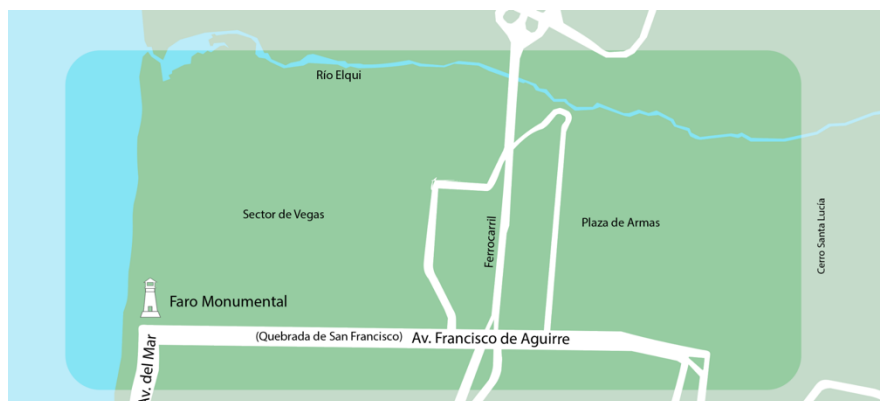 Río Elqui
Sector de Vegas
Plaza de Armas
Ferrocarril
Cerro Santa Lucía
Faro Monumental
(Quebrada de San Francisco) Av. Francisco de Aguirre
Av. del Mar